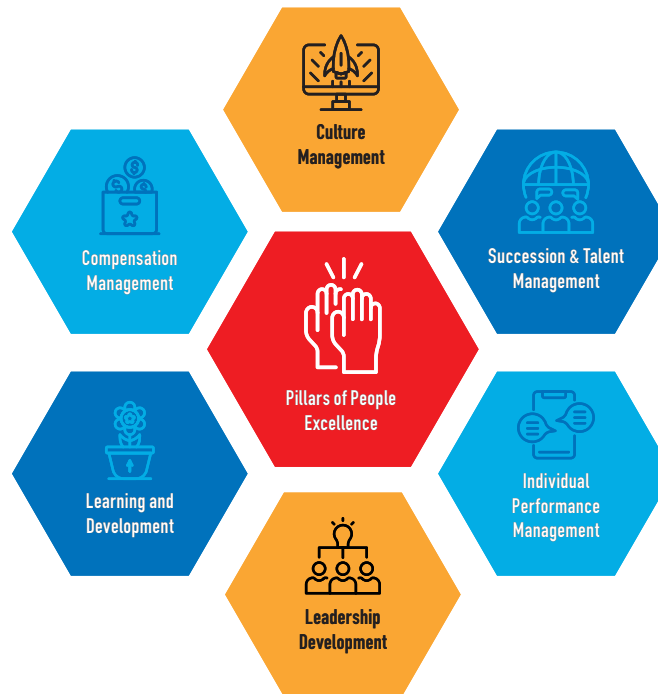 Culture
Management
Compensation
Management
Succession & Talent
Management
Pillars of People
Excellence
Learning and
Development
Individual
Performance
Management
Leadership
Development